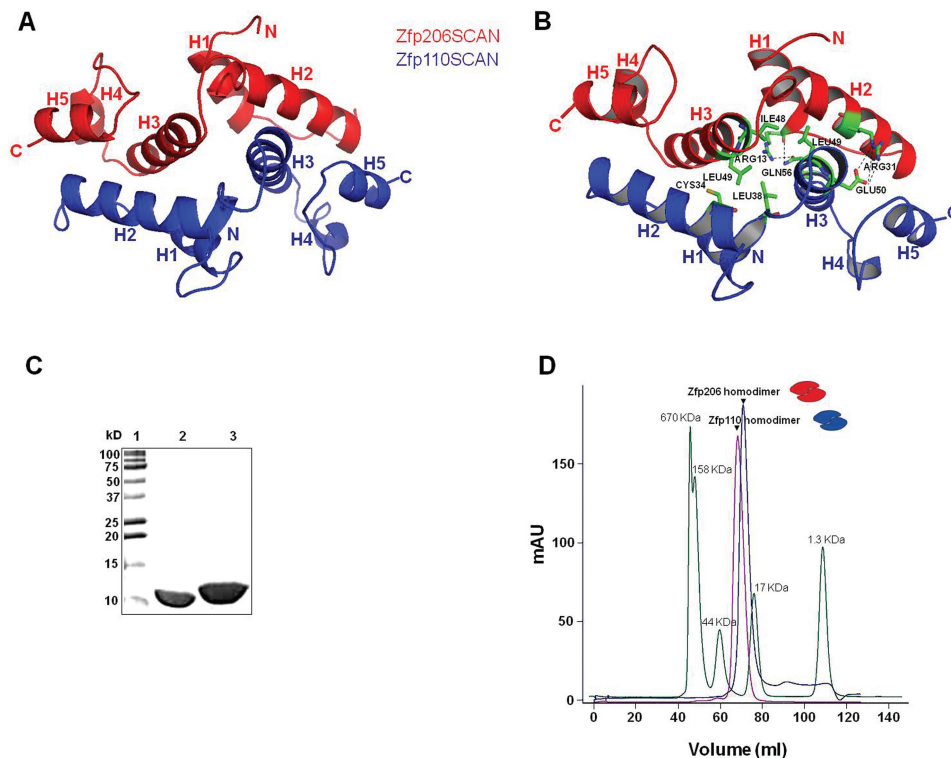 A
Zfp206SCAN
Zfp110SCAN
N
H1
H2
H5
H4
H3
C
H3
H5
C
H2
N
H4
H1
B
H1
N
H4
H5
H2
C
H3
ILE48
LEU49
ARG13
ARG31
LEU49
GLN56
CYS34
LEU38
GLU50
H3
C
H2
H1
N
H4
H5
C
kD 1 2 3
100
75
50
37
25
20
15
10
D
Zfp206 homodimer
670 KDa
Zfp110 homodimer
158 KDa
1.3 KDa
17 KDa
44 KDa
mAU
150
100
50
0
0 20 40 60 80 100 120 140
Volume (ml)